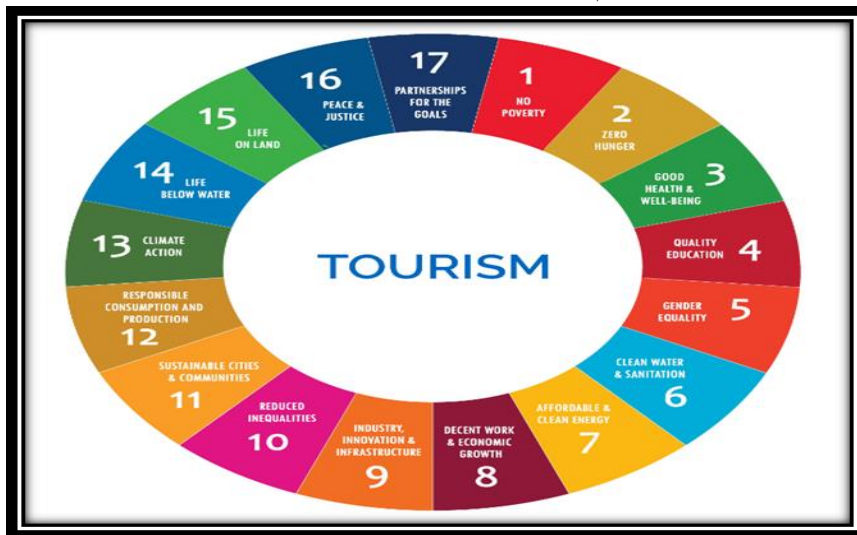 17
PARTNERSHIPS
FOR THE
GOALS
1
NO
POVERTY
2
ZERO
HUNGER
3
GOOD
HEALTH &
WELL-BEING
4
QUALITY
EDUCATION
5
GENDER
EQUALITY
CLEAN WATER
& SANITATION
6
AFFORDABLE &
CLEAN ENERGY
7
DECENT WORK
& ECONOMIC
GROWTH
8
INDUSTRY,
INNOVATION &
INFRASTRUCTURE
9
REDUCED
INEQUALITIES
10
SUSTAINABLE CITIES
& COMMUNITIES
11
RESPONSIBLE
CONSUMPTION AND
PRODUCTION
12
13
CLIMATE
ACTION
14
LIFE
BELOW WATER
15
LIFE
ON LAND
16
PEACE &
JUSTICE
TOURISM